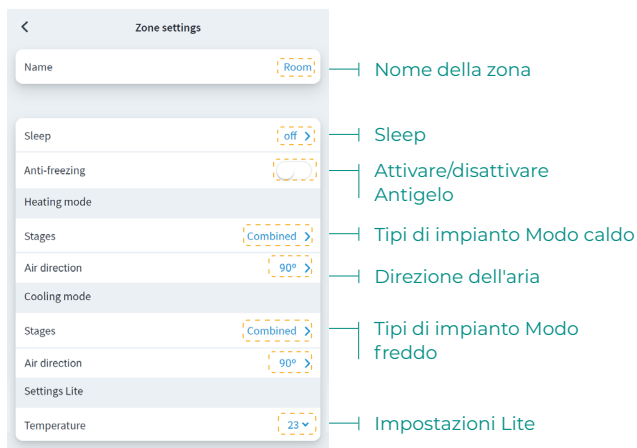 Zone settings
Name Room Nome della zona
Sleep off Sleep
Anti-freezing Attivare/disattivare
Antigelo
Heating mode
Stages Combined Tipi di impianto Modo caldo
Air direction 90º Direzione dell'aria
Cooling mode
Stages Combined Tipi di impianto Modo
freddo
Air direction 90º
Settings Lite
Temperature 23 Impostazioni Lite